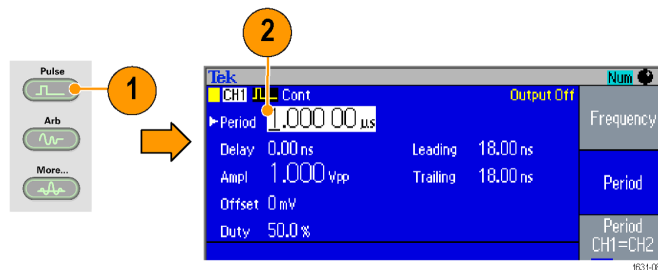 Pulse
1
Arb
More...
2
Tek
Num
CH1 Cont
Output Off
Period 1.000 00 µs
Delay 0.00 ns
Leading 18.00 ns
Ampl 1.000 Vpp
Trailing 18.00 ns
Offset 0 mV
Duty 50.0 %
Frequency
Period
Period
CH1=CH2